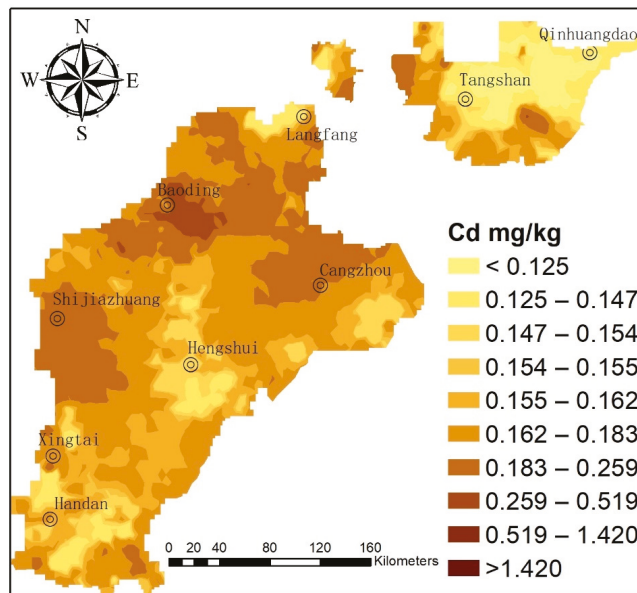 N
W E
S
Qinhuangdao
Tangshan
Langfang
Baoding
Cangzhou
Shijiazhuang
Hengshui
Xingtai
Handan
Cd mg/kg
< 0.125
0.125 – 0.147
0.147 – 0.154
0.154 – 0.155
0.155 – 0.162
0.162 – 0.183
0.183 – 0.259
0.259 – 0.519
0.519 – 1.420
>1.420
0 20 40 80 120 160
Kilometers